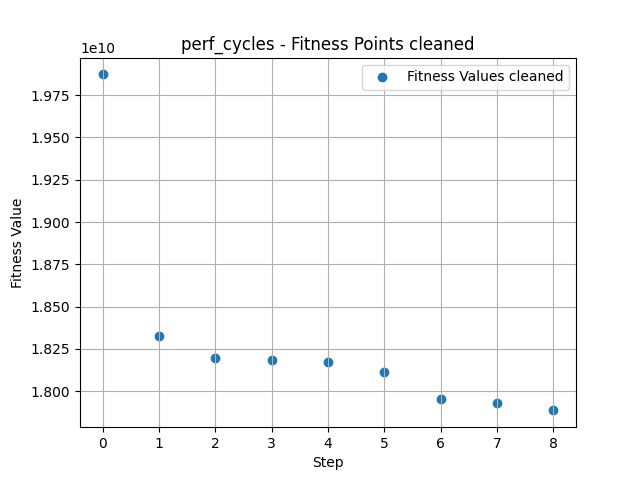 perf_cycles - Fitness Points cleaned
1e10
Fitness Values cleaned
1.975
1.950
1.925
1.900
1.875
1.850
1.825
1.800
Fitness Value
0 1 2 3 4 5 6 7 8
Step